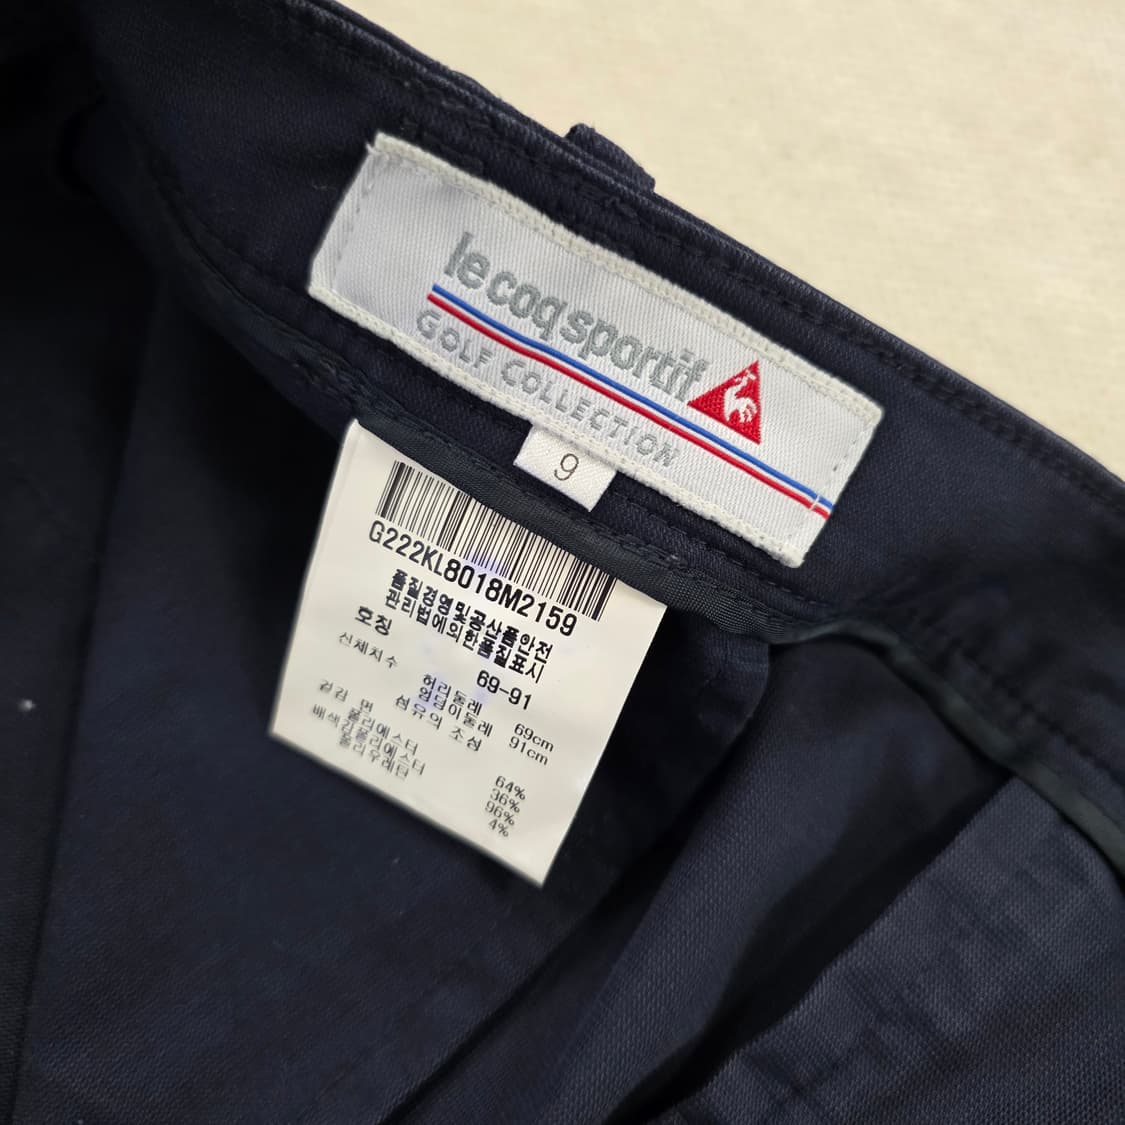 le coq sportif
GOLF COLLECTION
9
G222KL8018M2159
품질경영및공산품안전
관리법에의한품질표시
호칭 69-91
신체치수 허리둘레 69cm
엉덩이둘레 91cm
섬유의 조성
겉감 면 64%
폴리에스터 36%
배색감 폴리에스터 96%
폴리우레탄 4%